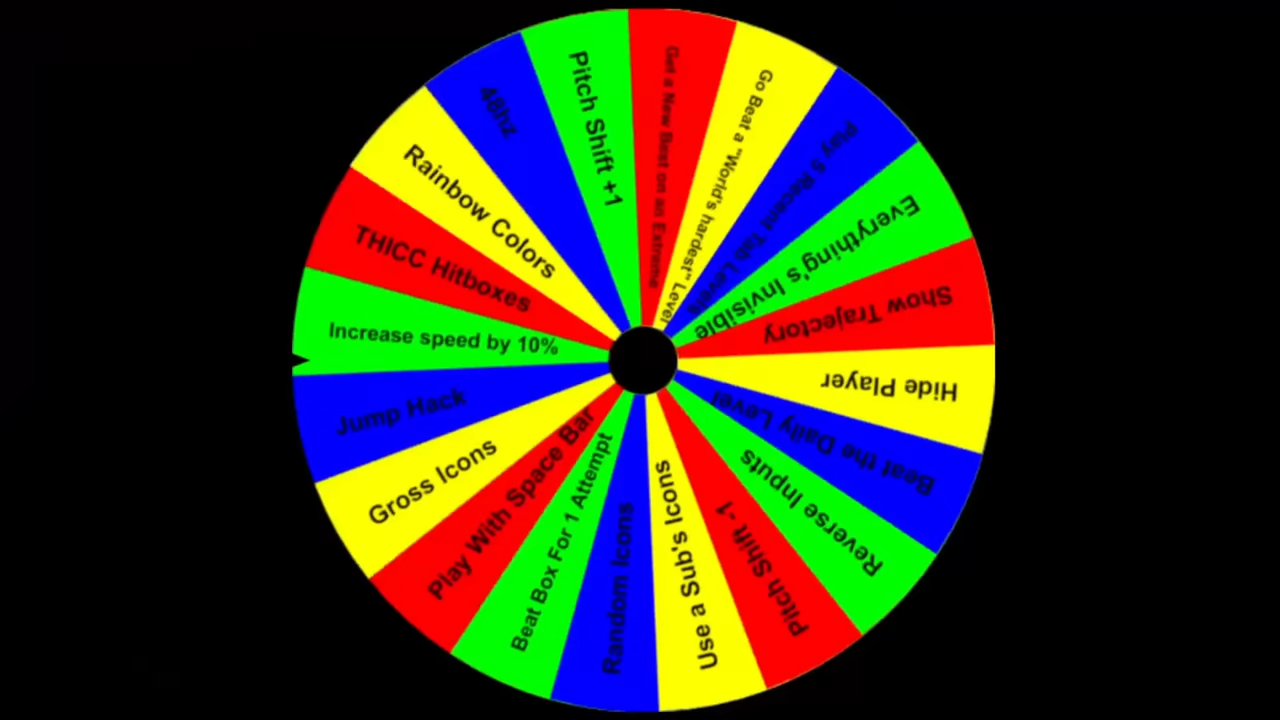 Get a New Best on an Extreme
Go Beat a "World's hardest" Level
Play 5 Recent Tab Levels
Everything's Invisible
Show Trajectory
Hide Player
Beat the Daily Level
Reverse Inputs
Pitch Shift -1
Use a Sub's Icons
Random Icons
Beat Box For 1 Attempt
Play With Space Bar
Gross Icons
Jump Hack
Increase speed by 10%
THICC Hitboxes
Rainbow Colors
48hz
Pitch Shift +1